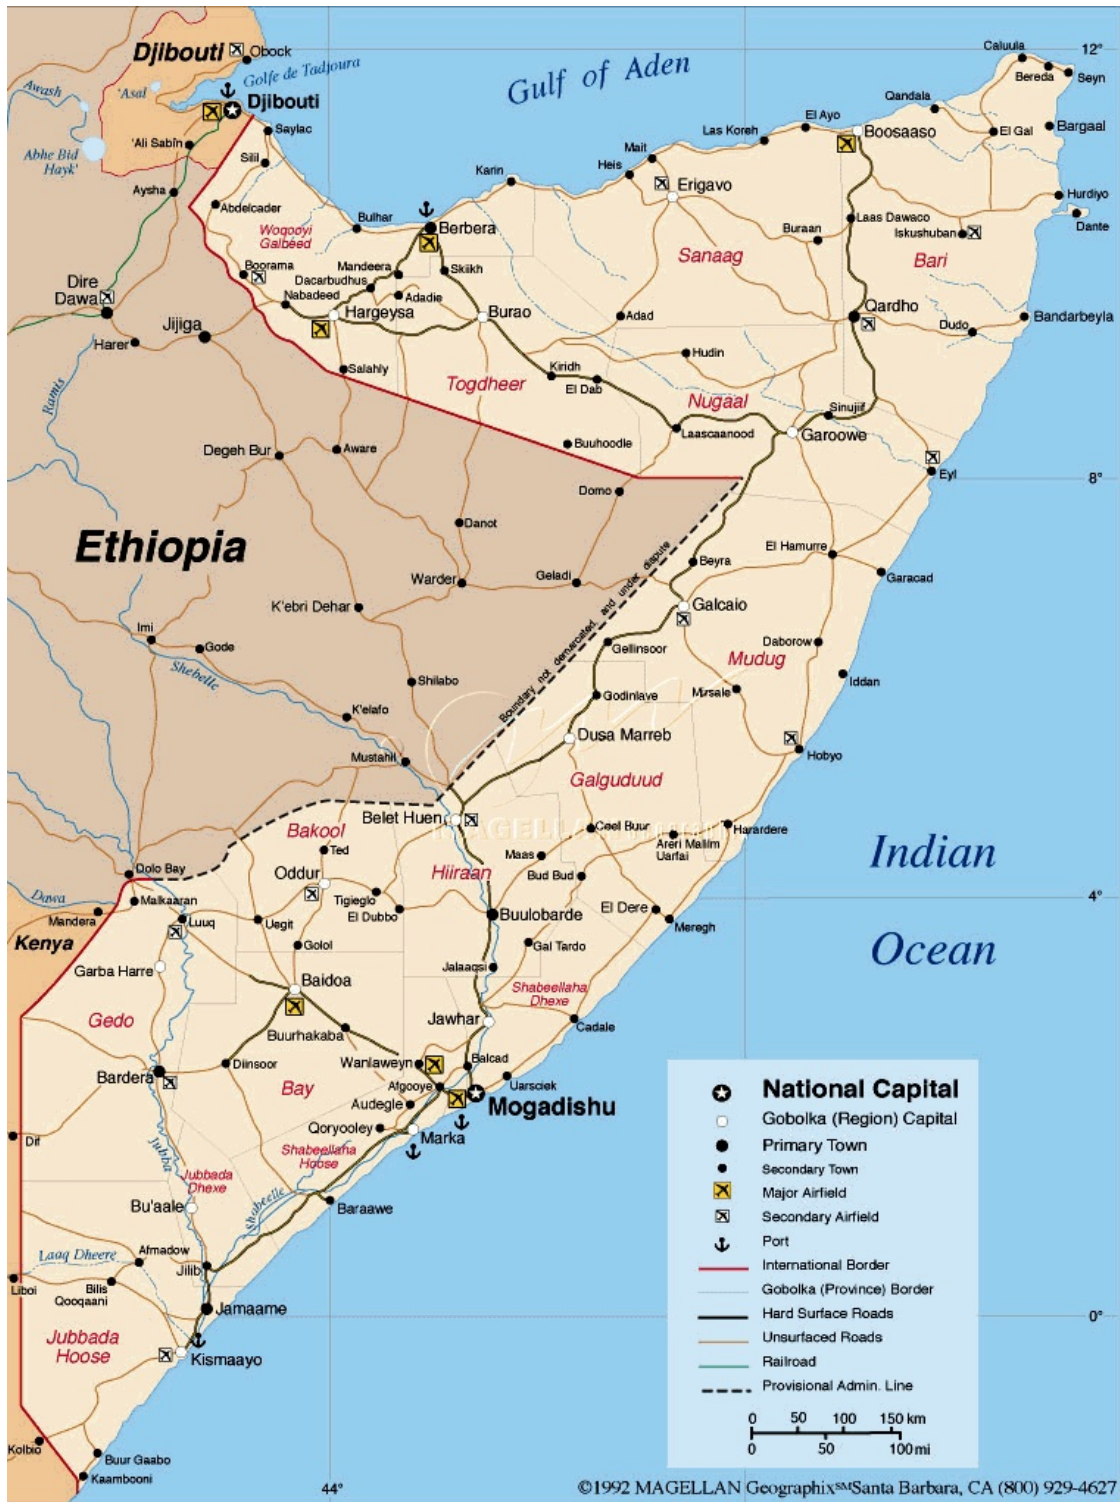 Djibouti
Obock
Golfe de Tadjoura
Awash
'Asal
Djibouti
Abhe Bid
Hayk'
'Ali Sabîn
Aysha
Saylac
Silil
Abdelcader
Gulf of Aden
Caluula
12°
Bereda
Seyn
Qandala
El Ayo
Las Koreh
Boosaaso
El Gal
Bargaal
Mait
Heis
Karin
Erigavo
Hurdiyo
Dante
Bulhar
Berbera
Woqooyi
Galbeed
Laas Dawaco
Iskushuban
Buraan
Sanaag
Bari
Boorama
Mandeera
Skiikh
Dacarbudhus
Nabadeed
Adadie
Dire
Dawa
Jijiga
Harer
Hargeysa
Burao
Adad
Qardho
Dudo
Bandarbeyla
Ramis
Salahly
Togdheer
Kiridh
El Dab
Hudin
Nugaal
Sinujiif
Laascaanood
Garoowe
Degeh Bur
Aware
Buuhoodle
Eyl
8°
Domo
Danot
Ethiopia
Warder
Geladi
Boundary not demarcated, and under dispute
Beyra
El Hamurre
Garacad
K'ebri Dehar
Galcaio
Imi
Gode
Shebelle
Gellinsoor
Daborow
Mudug
Iddan
Shilabo
K'elafo
Godinlave
Mirsale
Mustahil
Dusa Marreb
Hobyo
Galguduud
Belet Huen
MAGELLAN
Bakool
Ceel Buur
Harardere
Areri Malilm
Uarfai
Indian
Ocean
Ted
Oddur
Hiiraan
Maas
Bud Bud
Dolo Bay
Dawa
Malkaaran
Mandera
Luuq
Uegit
Tigieglo
El Dubbo
Buulobarde
El Dere
Meregh
4°
Kenya
Golol
Gal Tardo
Garba Harre
Baidoa
Jalaaqsi
Shabeellaha
Dhexe
Gedo
Buurhakaba
Jawhar
Cadale
Bardera
Diinsoor
Wanlaweyn
Balcad
Bay
Afgooye
Uarsciek
Audegle
Mogadishu
Qoryooley
Marka
Dif
Jubba
Shabeellaha
Hoose
Jubbada
Dhexe
Shabeelle
Bu'aale
Baraawe
Laaq Dheere
Afmadow
Liboi
Bilis
Qooqaani
Jilib
Jamaame
Jubbada
Hoose
Kismaayo
0°
Kolbio
Buur Gaabo
Kaambooni
44°
National Capital
Gobolka (Region) Capital
Primary Town
Secondary Town
Major Airfield
Secondary Airfield
Port
International Border
Gobolka (Province) Border
Hard Surface Roads
Unsurfaced Roads
Railroad
Provisional Admin. Line
0 50 100 150 km
0 50 100 mi
©1992 MAGELLAN Geographix℠Santa Barbara, CA (800) 929-4627